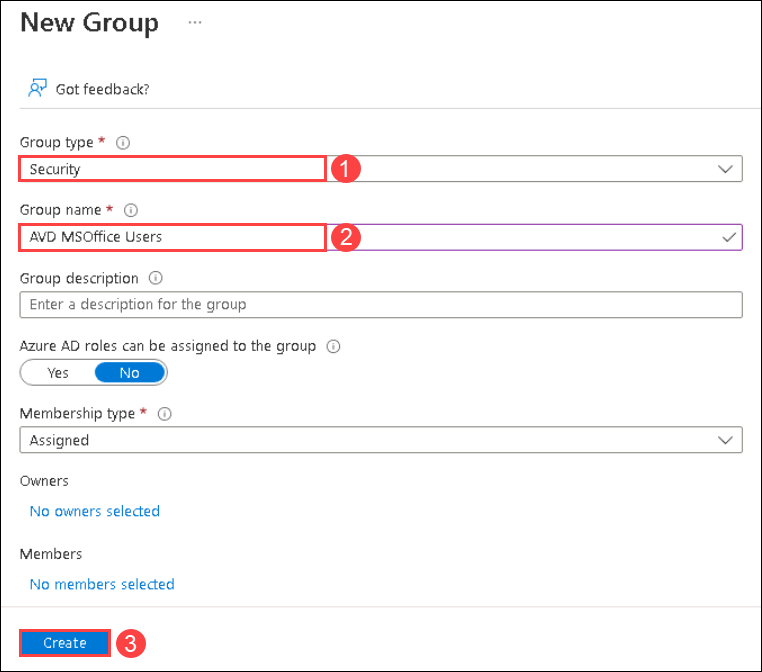 New Group ...
Got feedback?
Group type *
Security
1
Group name *
AVD MSOffice Users
2
Group description
Enter a description for the group
Azure AD roles can be assigned to the group
Yes No
Membership type *
Assigned
Owners
No owners selected
Members
No members selected
Create
3